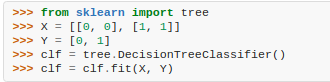 >>> from sklearn import tree
>>> X = [[0, 0], [1, 1]]
>>> Y = [0, 1]
>>> clf = tree.DecisionTreeClassifier()
>>> clf = clf.fit(X, Y)